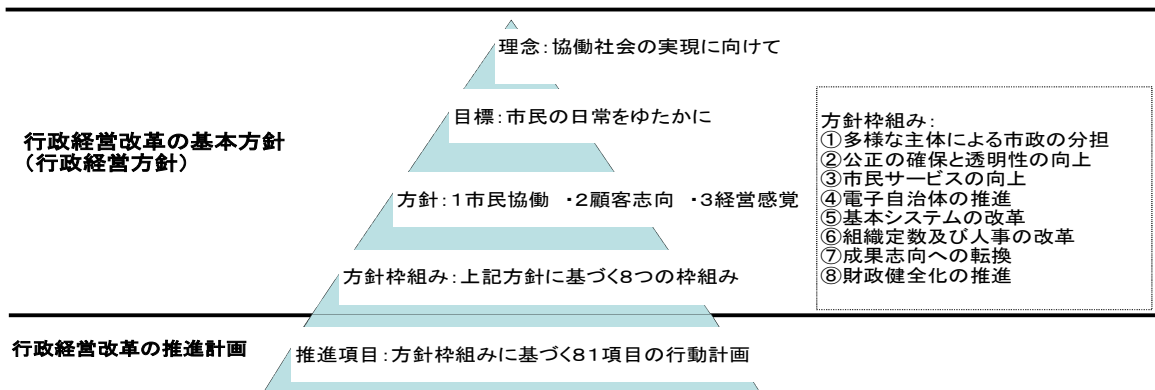 理念：協働社会の実現に向けて
目標：市民の日常をゆたかに
行政経営改革の基本方針
（行政経営方針）
方針：１市民協働　・２顧客志向　・３経営感覚
方針枠組み：上記方針に基づく８つの枠組み
方針枠組み：
①多様な主体による市政の分担
②公正の確保と透明性の向上
③市民サービスの向上
④電子自治体の推進
⑤基本システムの改革
⑥組織定数及び人事の改革
⑦成果志向への転換
⑧財政健全化の推進
行政経営改革の推進計画
推進項目：方針枠組みに基づく８１項目の行動計画